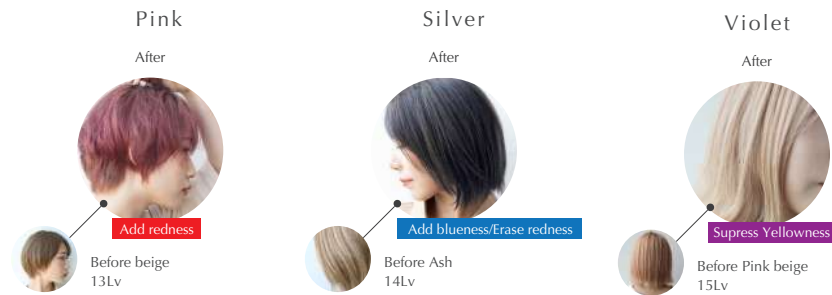 Pink
After
Add redness
Before beige
13Lv
Silver
After
Add blueness/Erase redness
Before Ash
14Lv
Violet
After
Supress Yellowness
Before Pink beige
15Lv